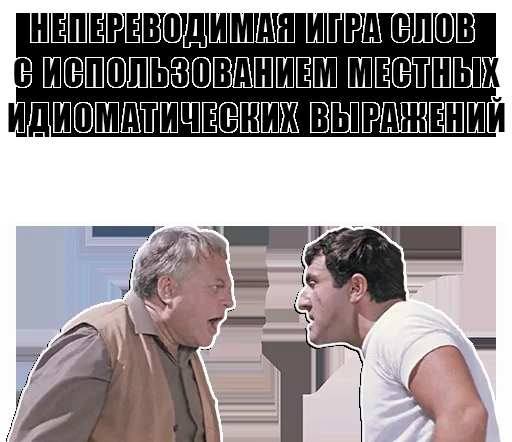 НЕПЕРЕВОДИМАЯ ИГРА СЛОВ
С ИСПОЛЬЗОВАНИЕМ МЕСТНЫХ
ИДИОМАТИЧЕСКИХ ВЫРАЖЕНИЙ